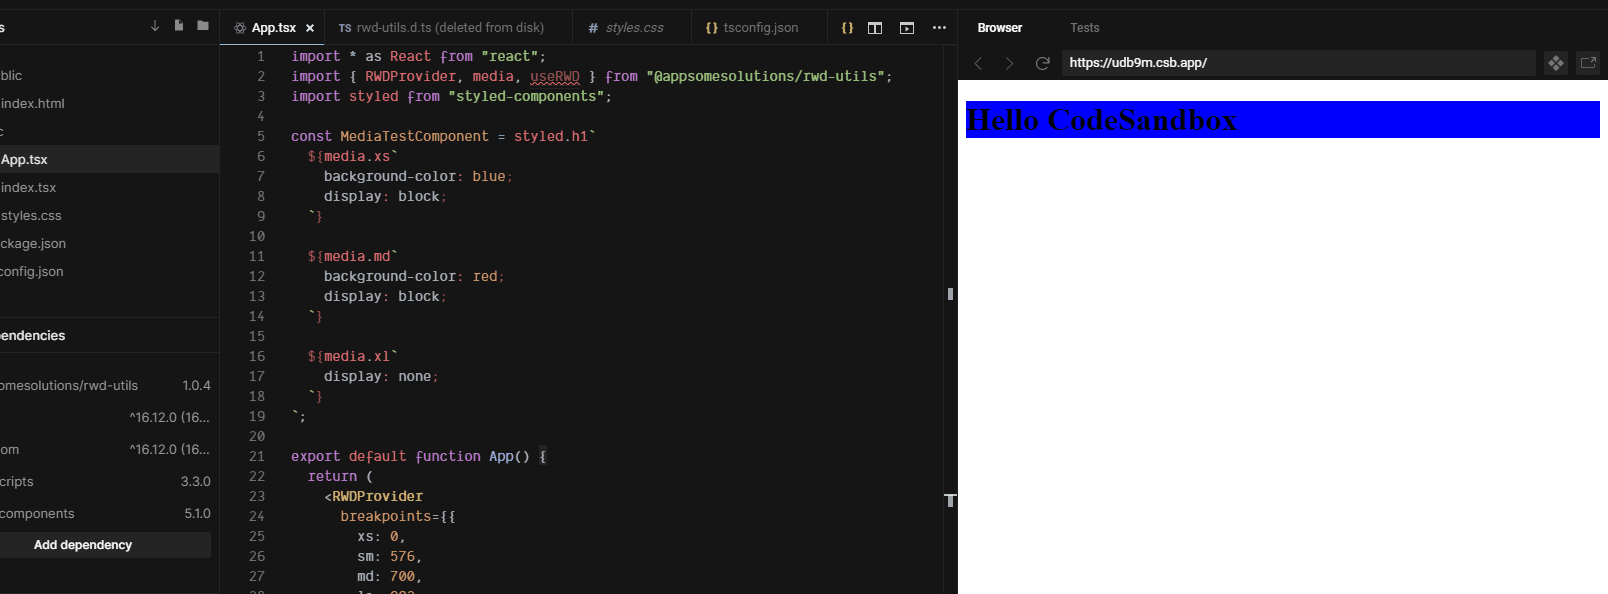 s
App.tsx ×
TS rwd-utils.d.ts (deleted from disk)
# styles.css
{} tsconfig.json
{}
Browser
Tests
https://udb9m.csb.app/
blic
index.html
c
App.tsx
index.tsx
styles.css
ckage.json
config.json
endencies
omesolutions/rwd-utils 1.0.4
^16.12.0 (16...
om ^16.12.0 (16...
cripts 3.3.0
components 5.1.0
Add dependency
1 import * as React from "react";
2 import { RWDProvider, media, useRWD } from "@appsomesolutions/rwd-utils";
3 import styled from "styled-components";
4
5 const MediaTestComponent = styled.h1`
6 ${media.xs`
7 background-color: blue;
8 display: block;
9 `}
10
11 ${media.md`
12 background-color: red;
13 display: block;
14 `}
15
16 ${media.xl`
17 display: none;
18 `}
19 `;
20
21 export default function App() {
22 return (
23 <RWDProvider
24 breakpoints={{
25 xs: 0,
26 sm: 576,
27 md: 700,
Hello CodeSandbox